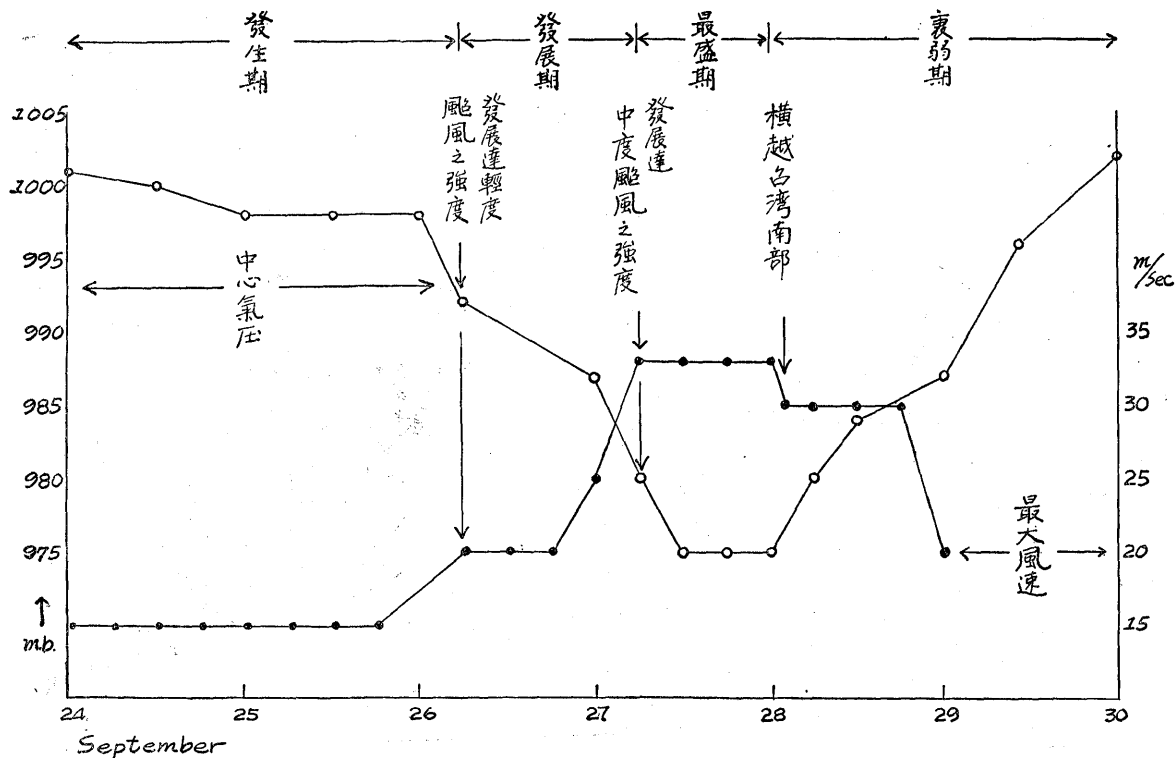 發生期
發展期
最盛期
衰弱期
發展達輕度
颱風之強度
發展達
中度颱風之強度
橫越台湾南部
1005
1000
995
990
985
980
975
↑
mb.
中心氣圧
m/sec
35
30
25
20
15
最大風速
24
25
26
27
28
29
30
September